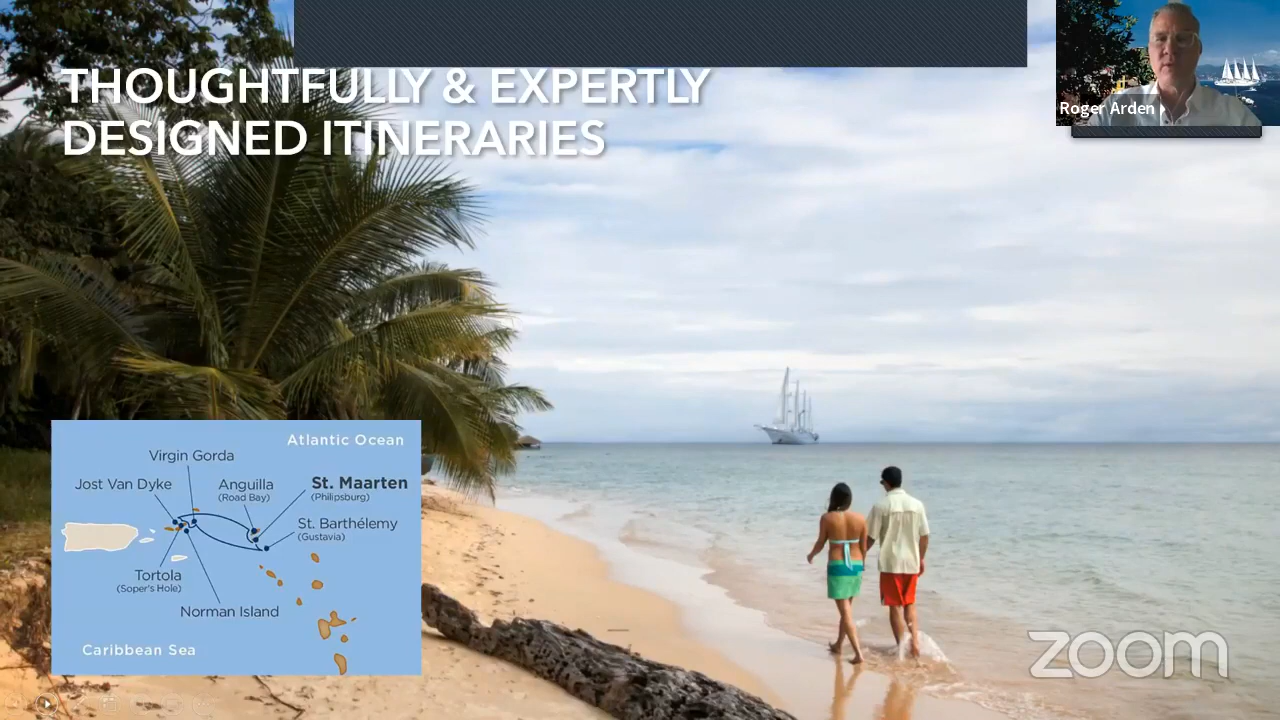 THOUGHTFULLY & EXPERTLY
DESIGNED ITINERARIES
Roger Arden
Atlantic Ocean
Virgin Gorda
Jost Van Dyke
Anguilla
(Road Bay)
St. Maarten
(Philipsburg)
St. Barthélemy
(Gustavia)
Tortola
(Soper's Hole)
Norman Island
Caribbean Sea
zoom